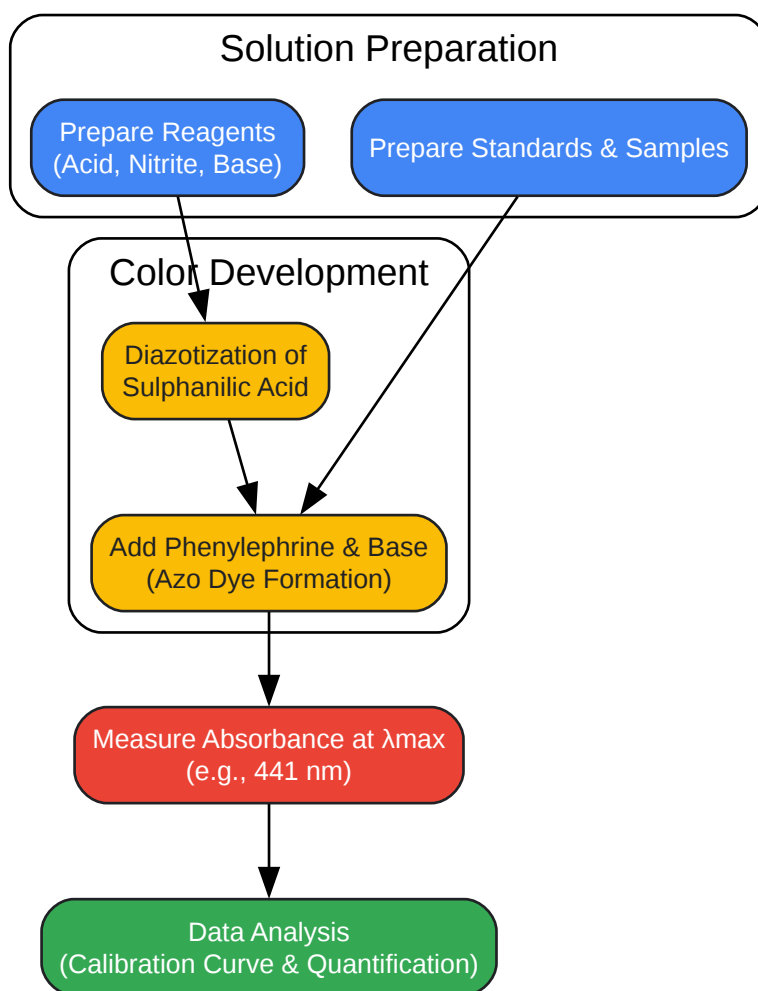 Solution Preparation
Prepare Reagents
(Acid, Nitrite, Base)
Prepare Standards & Samples
Color Development
Diazotization of
Sulphanilic Acid
Add Phenylephrine & Base
(Azo Dye Formation)
Measure Absorbance at λmax
(e.g., 441 nm)
Data Analysis
(Calibration Curve & Quantification)